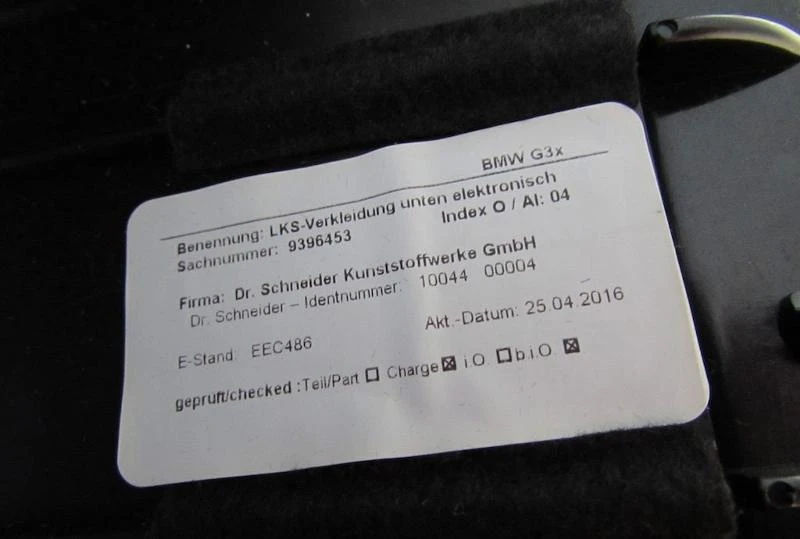 BMW G3x
Benennung: LKS-Verkleidung unten elektronisch
Sachnummer: 9396453 Index O / AI: 04
Firma: Dr. Schneider Kunststoffwerke GmbH
Dr. Schneider – Identnummer: 10044 00004
E-Stand: EEC486 Akt.-Datum: 25.04.2016
gepruft/checked :Teil/Part ☐ Charge ☒ i.O. ☐ b.i.O. ☒